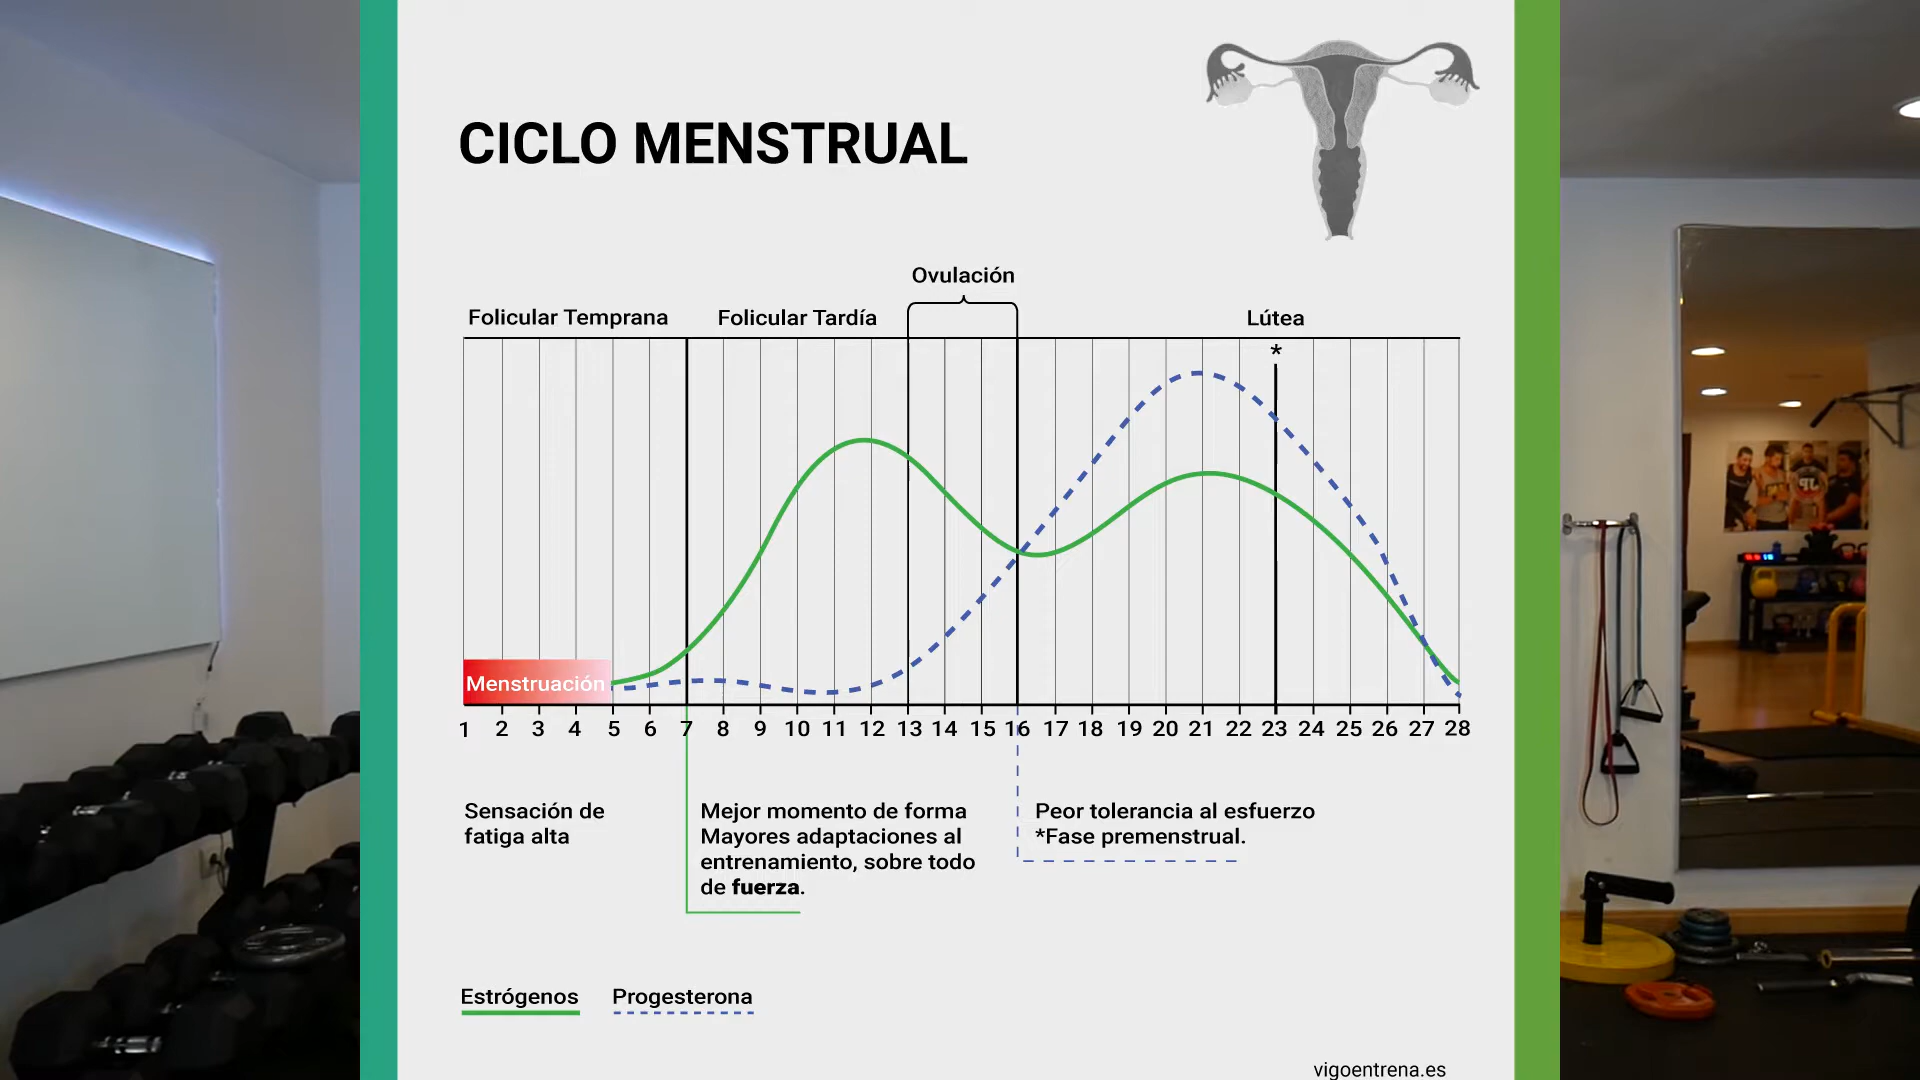 CICLO MENSTRUAL
Ovulación
Folicular Temprana
Folicular Tardía
Lútea
*
Menstruación
1 2 3 4 5 6 7 8 9 10 11 12 13 14 15 16 17 18 19 20 21 22 23 24 25 26 27 28
Sensación de
fatiga alta
Mejor momento de forma
Mayores adaptaciones al
entrenamiento, sobre todo
de fuerza.
Peor tolerancia al esfuerzo
*Fase premenstrual.
Estrógenos
Progesterona
vigoentrena.es